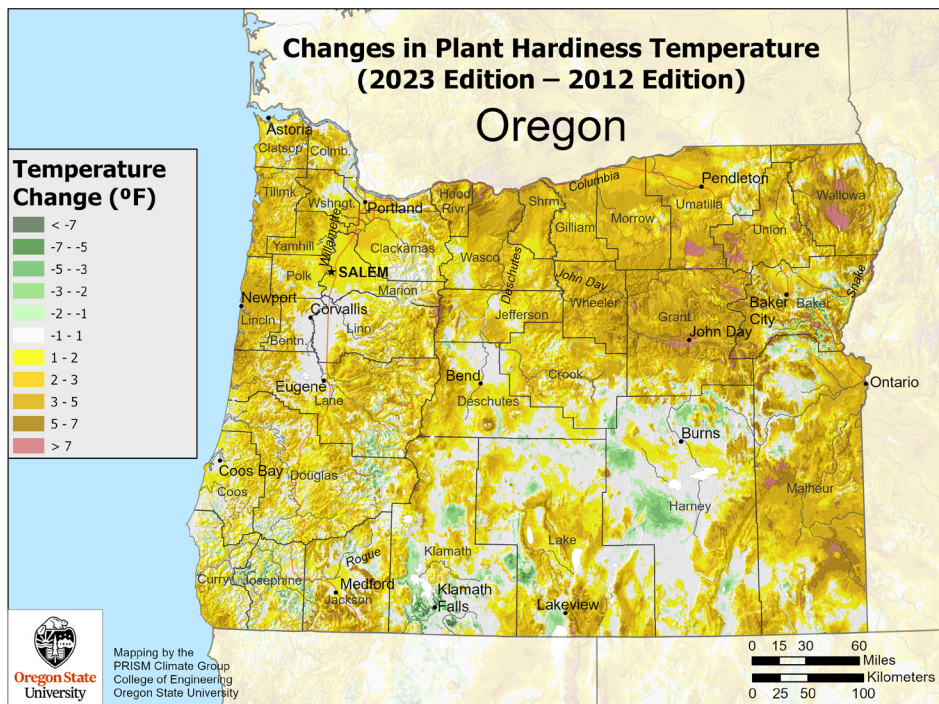 Changes in Plant Hardiness Temperature
(2023 Edition – 2012 Edition)
Oregon
Temperature
Change (ºF)
< -7
-7 - -5
-5 - -3
-3 - -2
-2 - -1
-1 - 1
1 - 2
2 - 3
3 - 5
5 - 7
> 7
Astoria
Clatsop
Colmb.
Tillmk.
Wshngt.
Portland
Hood
Rivr.
Shrm.
Columbia
Pendleton
Umatilla
Wallowa
Gilliam
Morrow
Union
Yamhill
Willamette
Clackamas
Wasco
Deschutes
Polk
SALEM
Marion
John Day
Wheeler
Grant
Baker
City
Baker
Snake
Newport
Lincln.
Corvallis
Linn
Jefferson
John Day
Bentn.
Eugene
Lane
Bend
Crook
Deschutes
Ontario
Burns
Coos Bay
Coos
Douglas
Harney
Malheur
Rogue
Klamath
Lake
Curry
Josephine
Medford
Jackson
Klamath
Falls
Lakeview
Oregon State
University
Mapping by the
PRISM Climate Group
College of Engineering
Oregon State University
0 15 30 60
Miles
Kilometers
0 25 50 100